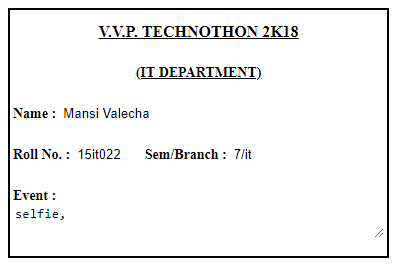 V.V.P. TECHNOTHON 2K18
(IT DEPARTMENT)
Name : Mansi Valecha
Roll No. : 15it022 Sem/Branch : 7/it
Event :
selfie,